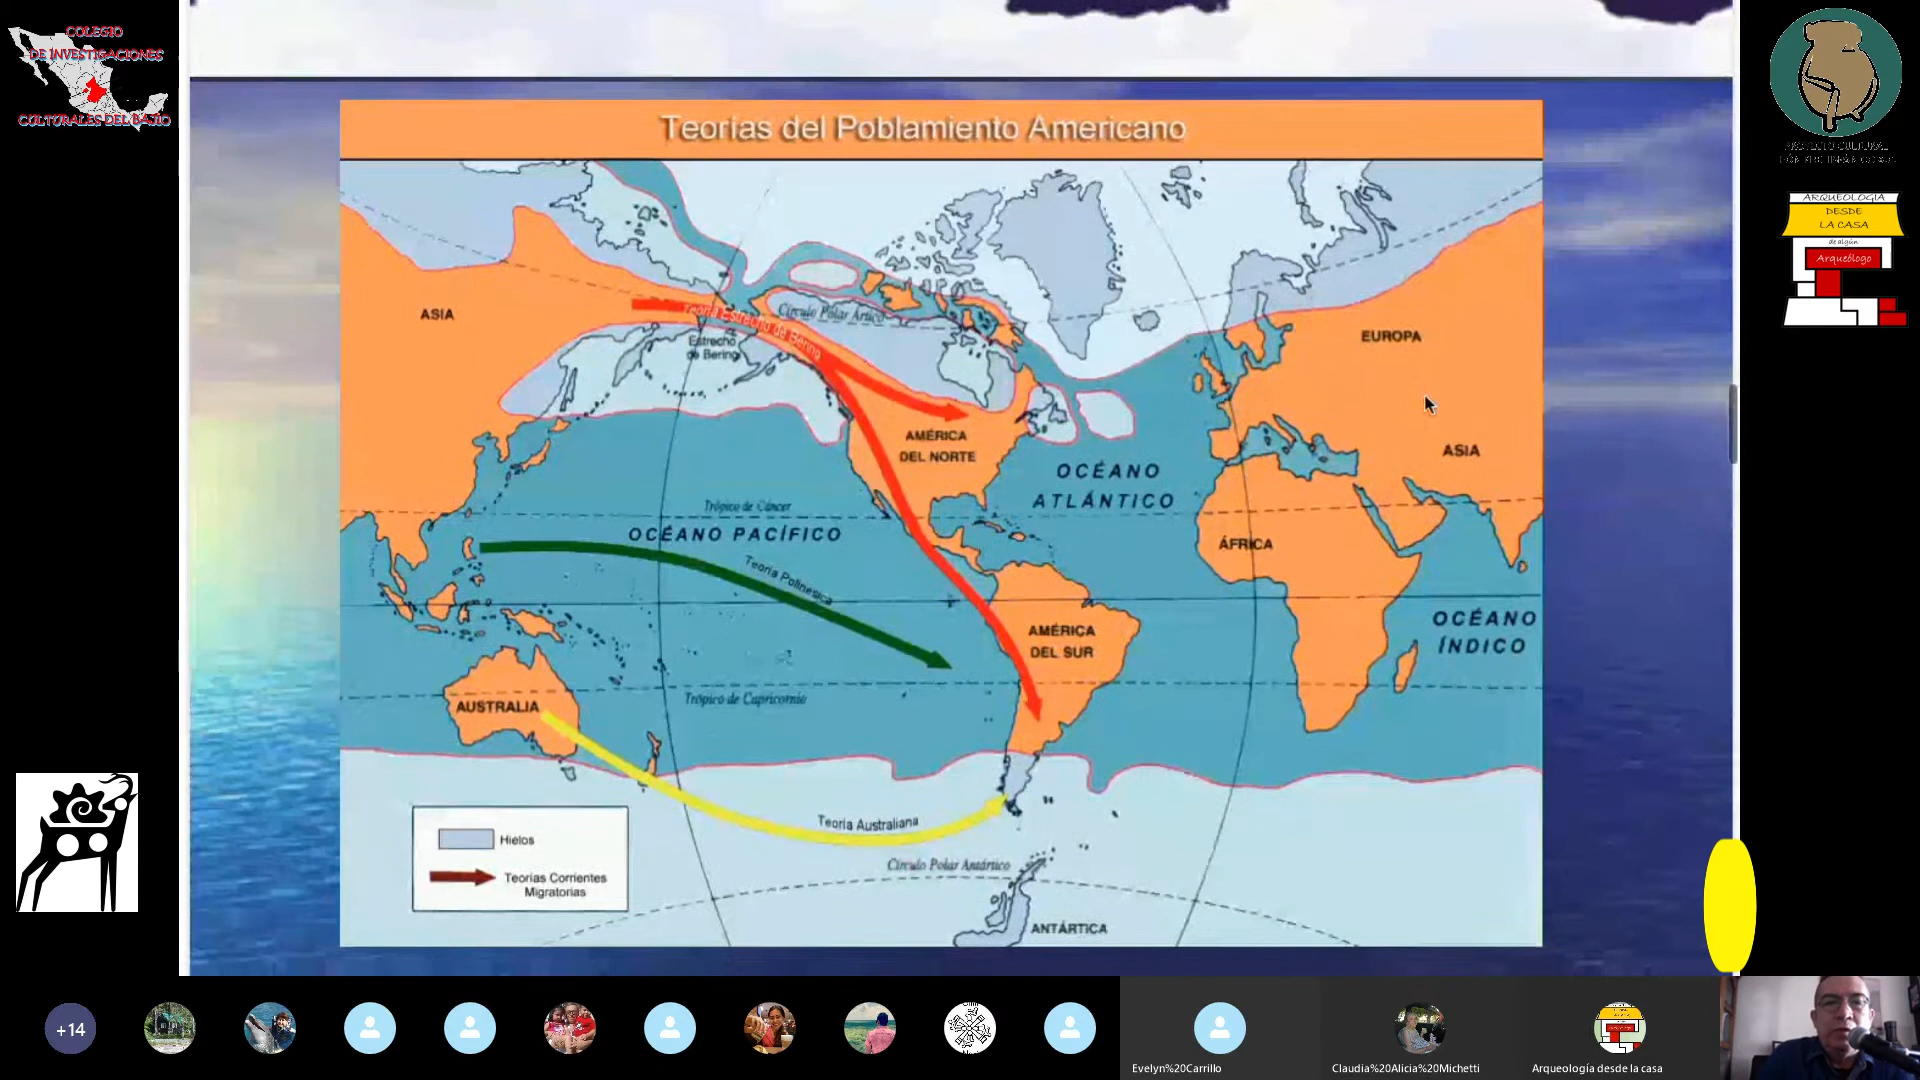 COLEGIO
DE INVESTIGACIONES
CULTURALES DEL BAJÍO
ARQUEOLOGÍA
DESDE
LA CASA
de algún
Arqueólogo
Teorías del Poblamiento Americano
ASIA
Teoría Estrecho de Bering
Círculo Polar Ártico
Estrecho
de Bering
EUROPA
ASIA
AMÉRICA
DEL NORTE
OCÉANO
ATLÁNTICO
Trópico de Cáncer
OCÉANO PACÍFICO
ÁFRICA
Teoría Polinesica
OCÉANO
ÍNDICO
AMÉRICA
DEL SUR
AUSTRALIA
Trópico de Capricornio
Teoría Australiana
Hielos
Teorías Corrientes
Migratorias
Círculo Polar Antártico
ANTÁRTICA
+14
Evelyn%20Carrillo
Claudia%20Alicia%20Michetti
Arqueología desde la casa